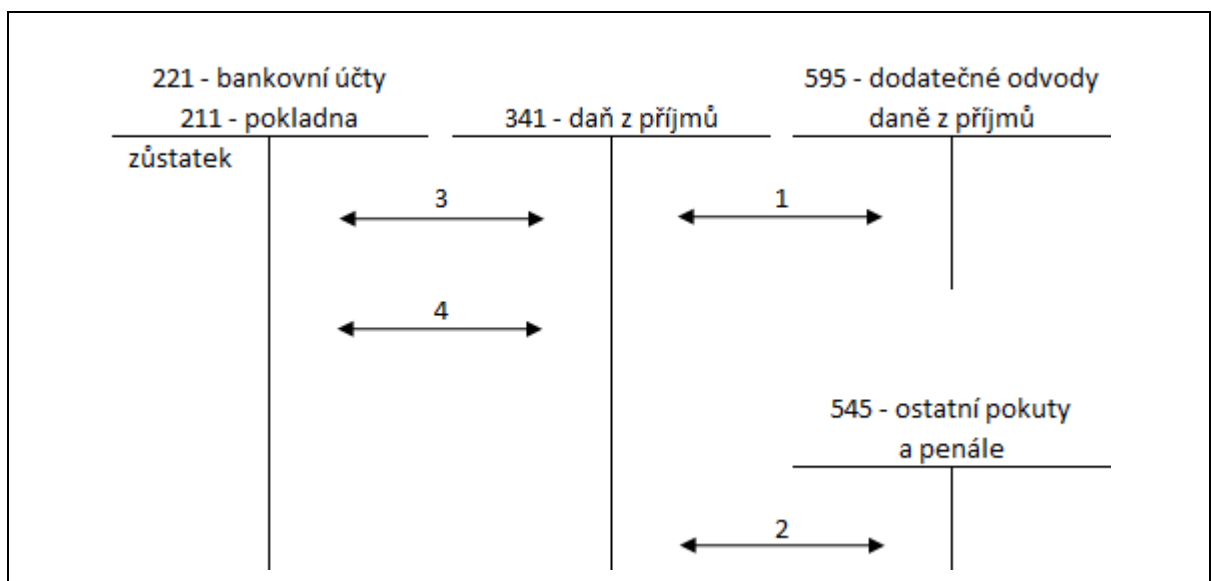 221 - bankovní účty
211 - pokladna
341 - daň z příjmů
595 - dodatečné odvody
daně z příjmů
zůstatek
3
1
4
545 - ostatní pokuty
a penále
2